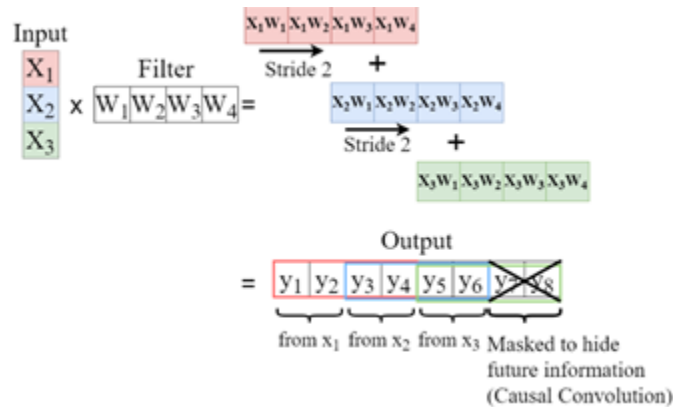 X₁W₁ X₁W₂ X₁W₃ X₁W₄
Input
X₁
Filter
Stride 2
+
X₂ x W₁ W₂ W₃ W₄ =
X₂W₁ X₂W₂ X₂W₃ X₂W₄
X₃
Stride 2
+
X₃W₁ X₃W₂ X₃W₃ X₃W₄
Output
= y₁ y₂ y₃ y₄ y₅ y₆ y₇ y₈
from x₁ from x₂ from x₃ Masked to hide
future information
(Causal Convolution)